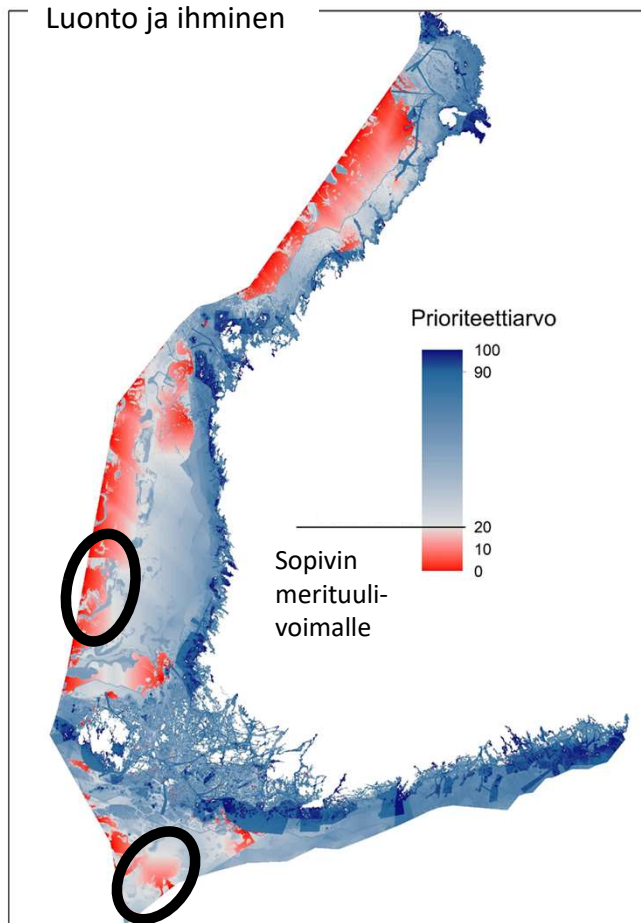 Luonto ja ihminen
Prioriteettiarvo
100
90
20
10
0
Sopivin
merituuli-
voimalle